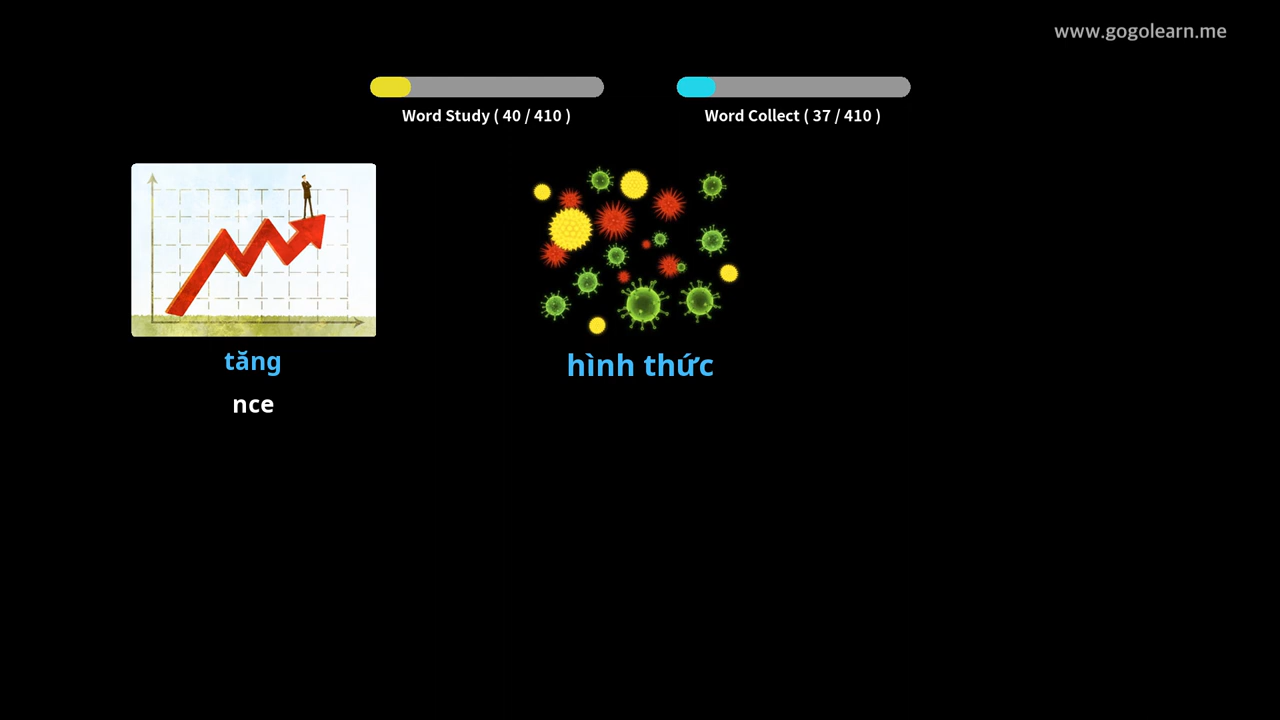 www.gogolearn.me
Word Study ( 40 / 410 )
Word Collect ( 37 / 410 )
tăng
nce
hình thức